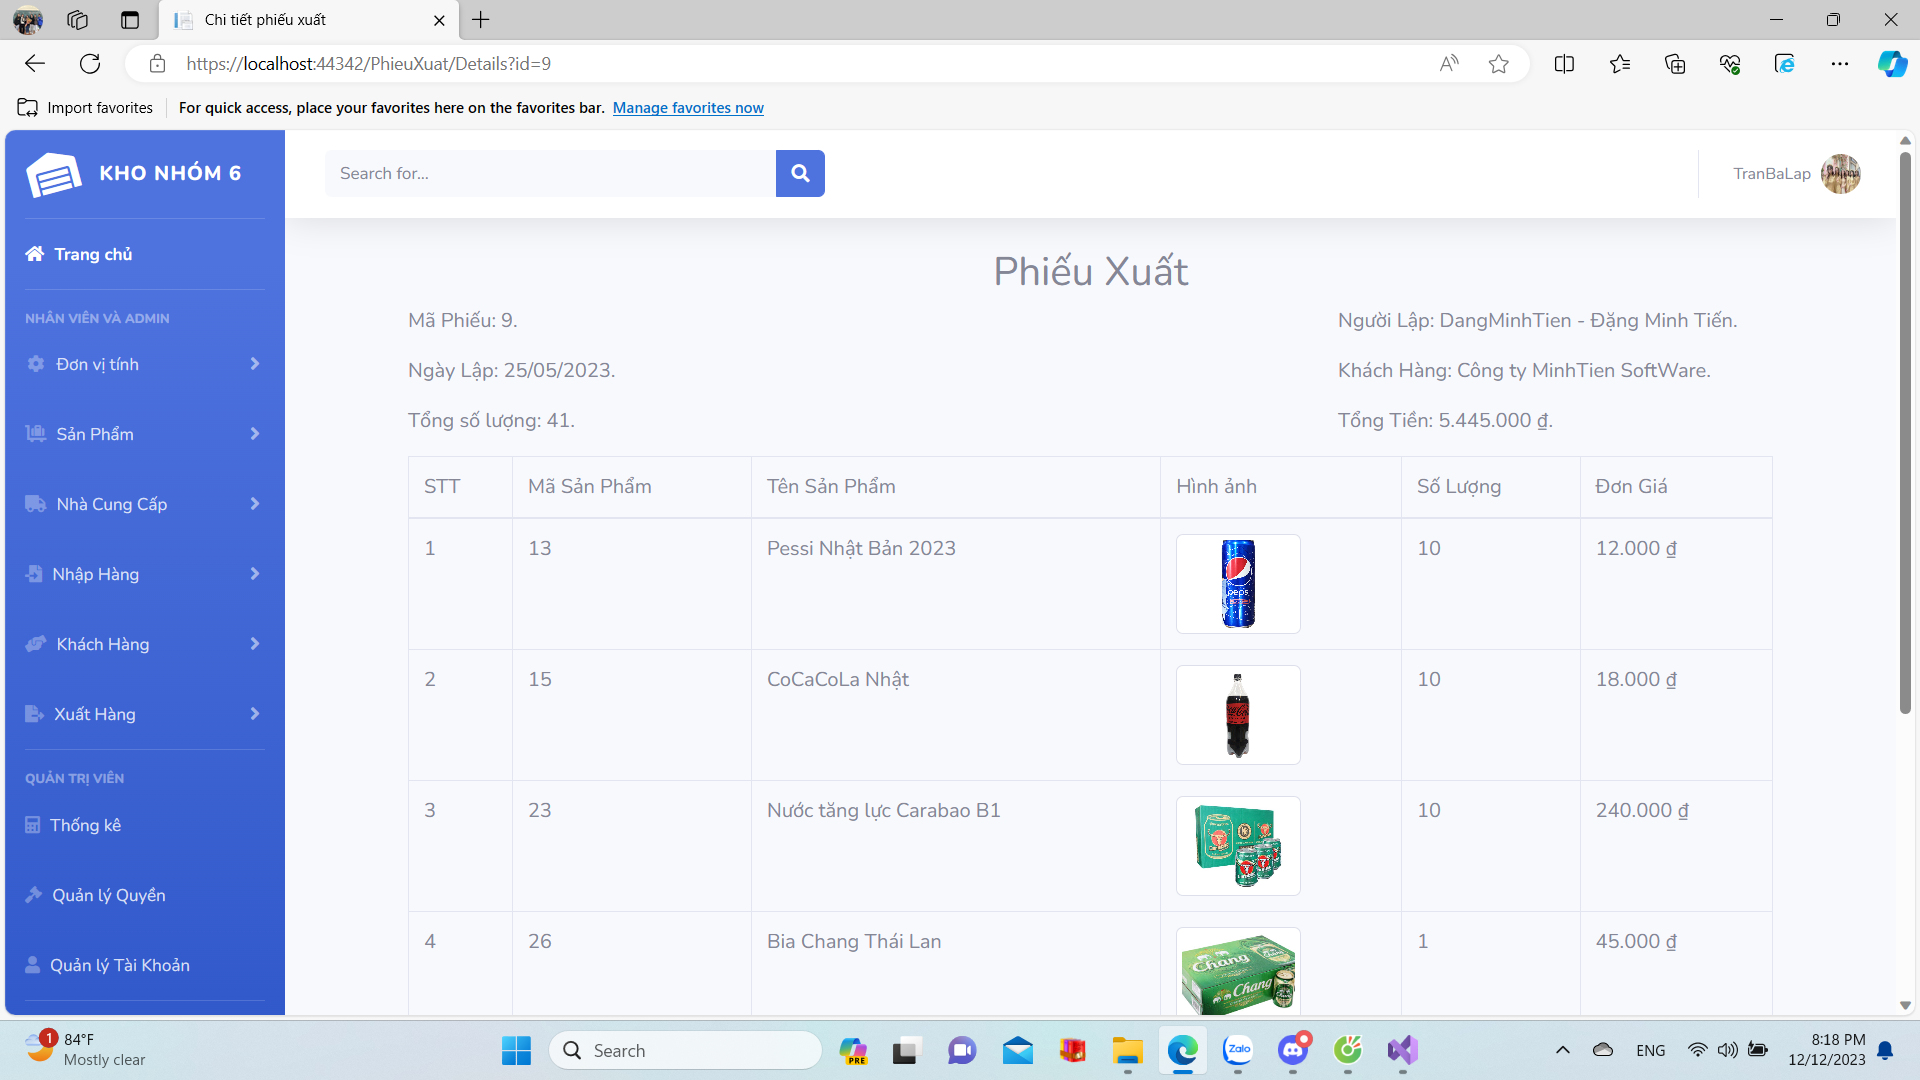 Chi tiết phiếu xuất
https://localhost:44342/PhieuXuat/Details?id=9
Import favorites
For quick access, place your favorites here on the favorites bar. Manage favorites now
KHO NHÓM 6
Search for...
TranBaLap
Trang chủ
NHÂN VIÊN VÀ ADMIN
Đơn vị tính
Sản Phẩm
Nhà Cung Cấp
Nhập Hàng
Khách Hàng
Xuất Hàng
QUẢN TRỊ VIÊN
Thống kê
Quản lý Quyền
Quản lý Tài Khoản
Phiếu Xuất
Mã Phiếu: 9.
Người Lập: DangMinhTien - Đặng Minh Tiến.
Ngày Lập: 25/05/2023.
Khách Hàng: Công ty MinhTien SoftWare.
Tổng số lượng: 41.
Tổng Tiền: 5.445.000 ₫.
STT Mã Sản Phẩm Tên Sản Phẩm Hình ảnh Số Lượng Đơn Giá
1 13 Pessi Nhật Bản 2023 10 12.000 ₫
pepsi
2 15 CoCaCoLa Nhật 10 18.000 ₫
3 23 Nước tăng lực Carabao B1 10 240.000 ₫
4 26 Bia Chang Thái Lan 1 45.000 ₫
Chang
Chang
1
84°F
Mostly clear
Search
PRE
Zalo
ENG
8:18 PM
12/12/2023